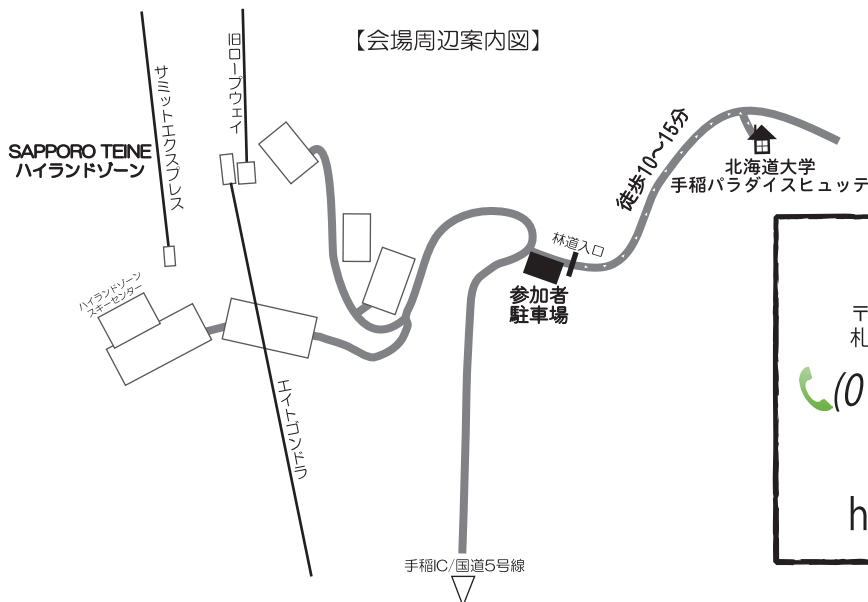 【会場周辺案内図】
サミットエクスプレス
旧ロープウェイ
SAPPORO TEINE
ハイランドゾーン
徒歩10〜15分
北海道大学
手稲パラダイスヒュッテ
林道入口
参加者
駐車場
ハイランドゾーン
スキーセンター
エイトゴンドラ
手稲IC/国道5号線
〒
札
(0
h